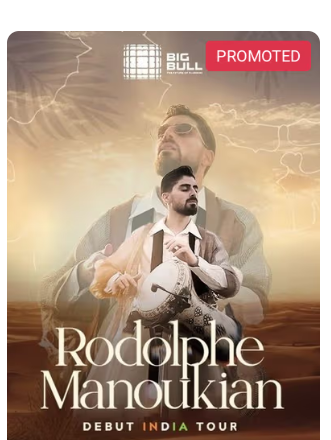 BIG
BULL
PROMOTED
Rodolphe
Manoukian
DEBUT INDIA TOUR